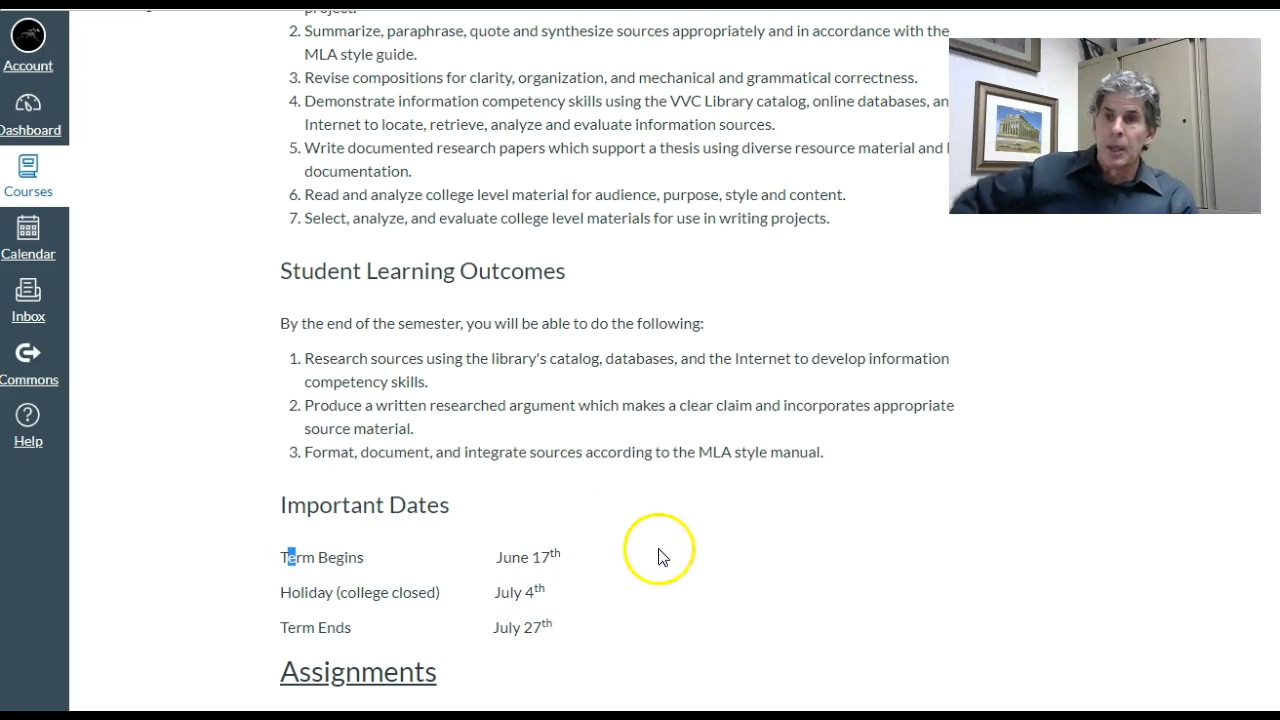 project.
2. Summarize, paraphrase, quote and synthesize sources appropriately and in accordance with the
MLA style guide.
3. Revise compositions for clarity, organization, and mechanical and grammatical correctness.
4. Demonstrate information competency skills using the VVC Library catalog, online databases,
Internet to locate, retrieve, analyze and evaluate information sources.
5. Write documented research papers which support a thesis using diverse resource material and
documentation.
6. Read and analyze college level material for audience, purpose, style and content.
7. Select, analyze, and evaluate college level materials for use in writing projects.
Student Learning Outcomes
By the end of the semester, you will be able to do the following:
1. Research sources using the library's catalog, databases, and the Internet to develop information
competency skills.
2. Produce a written researched argument which makes a clear claim and incorporates appropriate
source material.
3. Format, document, and integrate sources according to the MLA style manual.
Important Dates
Term Begins June 17th
Holiday (college closed) July 4th
Term Ends July 27th
Assignments
Account
Dashboard
Courses
Calendar
Inbox
Commons
Help